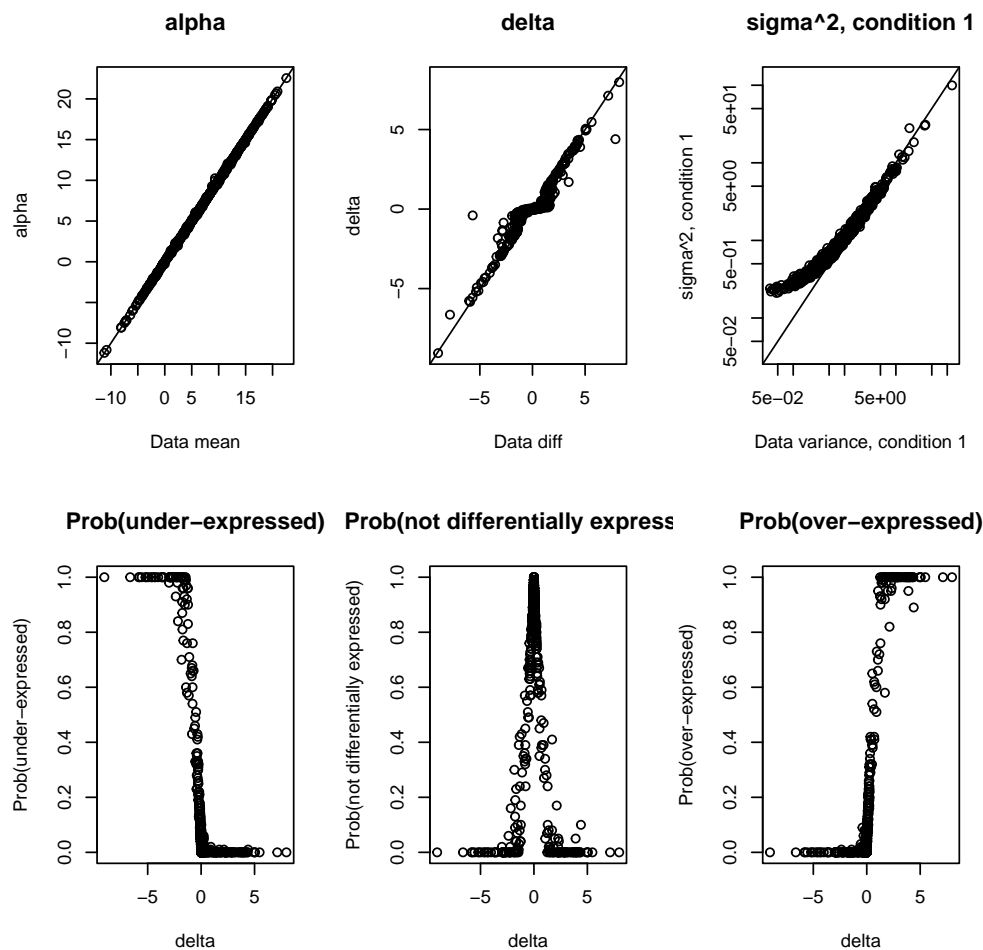 alpha
delta
sigma^2, condition 1
alpha
−10
0
5
10
15
20
−10
0
5
15
Data mean
delta
−5
0
5
−5
0
5
Data diff
sigma^2, condition 1
5e−02
5e−01
5e+00
5e+01
5e−02
5e+00
Data variance, condition 1
Prob(under−expressed)
Prob(not differentially express
Prob(over−expressed)
Prob(under−expressed)
0.0
0.2
0.4
0.6
0.8
1.0
−5
0
5
delta
Prob(not differentially expressed)
0.0
0.2
0.4
0.6
0.8
1.0
−5
0
5
delta
Prob(over−expressed)
0.0
0.2
0.4
0.6
0.8
1.0
−5
0
5
delta